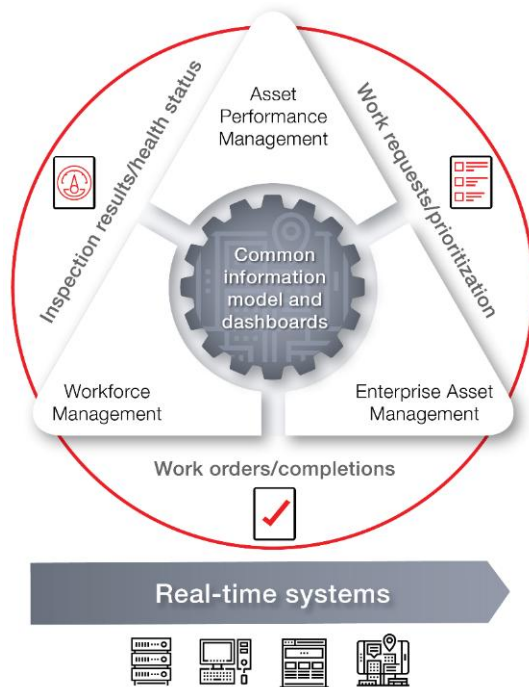 Asset
Performance
Management
Inspection results/health status
Work requests/prioritization
Common
information
model and
dashboards
Workforce
Management
Enterprise Asset
Management
Work orders/completions
Real-time systems